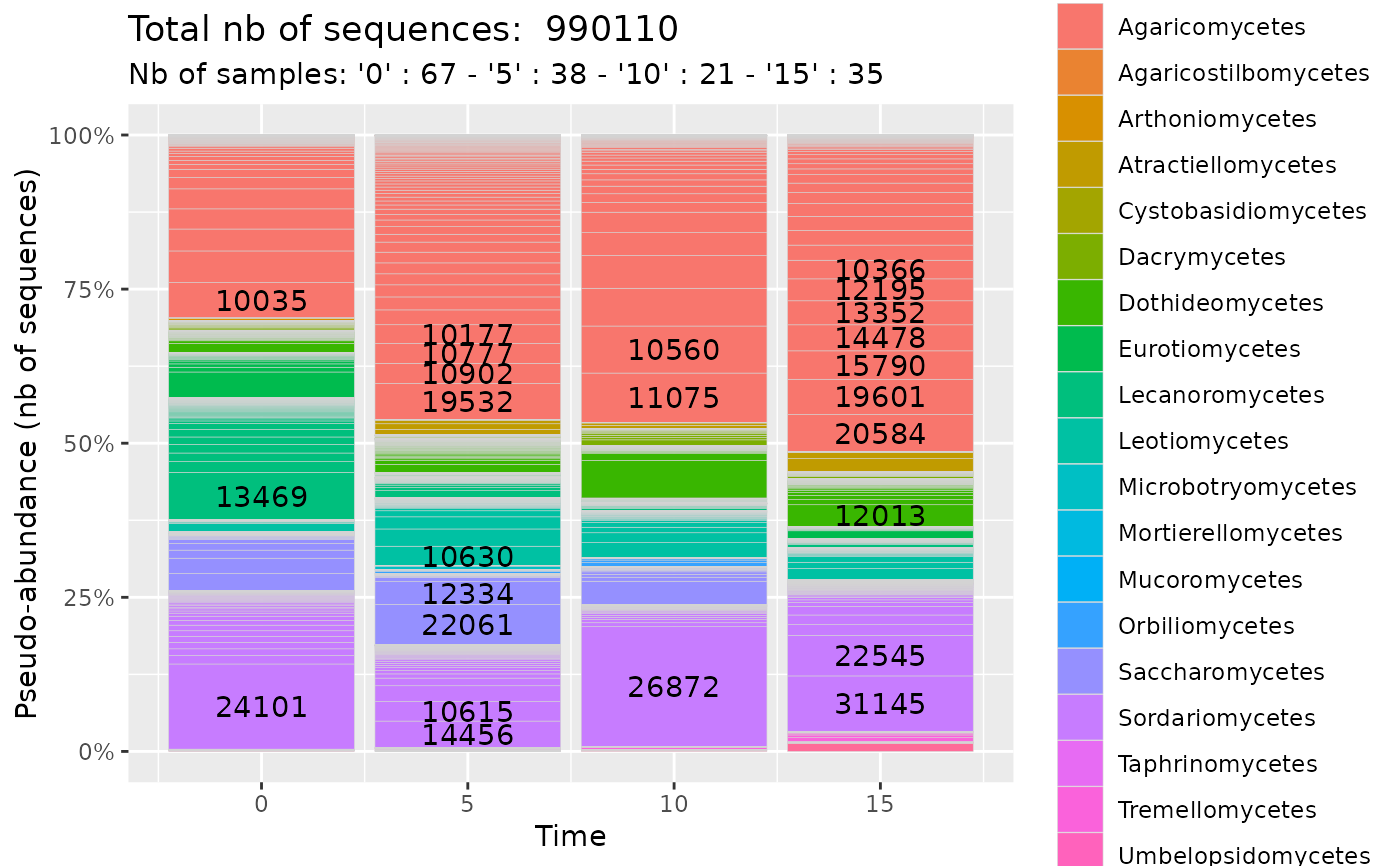 Total nb of sequences:  990110
Nb of samples: '0' : 67 - '5' : 38 - '10' : 21 - '15' : 35
Pseudo-abundance (nb of sequences)
100%
75%
50%
25%
0%
10035
13469
24101
10177
10777
10902
19532
10630
12334
22061
10615
14456
10560
11075
26872
10366
12195
13352
14478
15790
19601
20584
12013
22545
31145
0
5
10
15
Time
Agaricomycetes
Agaricostilbomycetes
Arthoniomycetes
Atractiellomycetes
Cystobasidiomycetes
Dacrymycetes
Dothideomycetes
Eurotiomycetes
Lecanoromycetes
Leotiomycetes
Microbotryomycetes
Mortierellomycetes
Mucoromycetes
Orbiliomycetes
Saccharomycetes
Sordariomycetes
Taphrinomycetes
Tremellomycetes
Umbelopsidomycetes